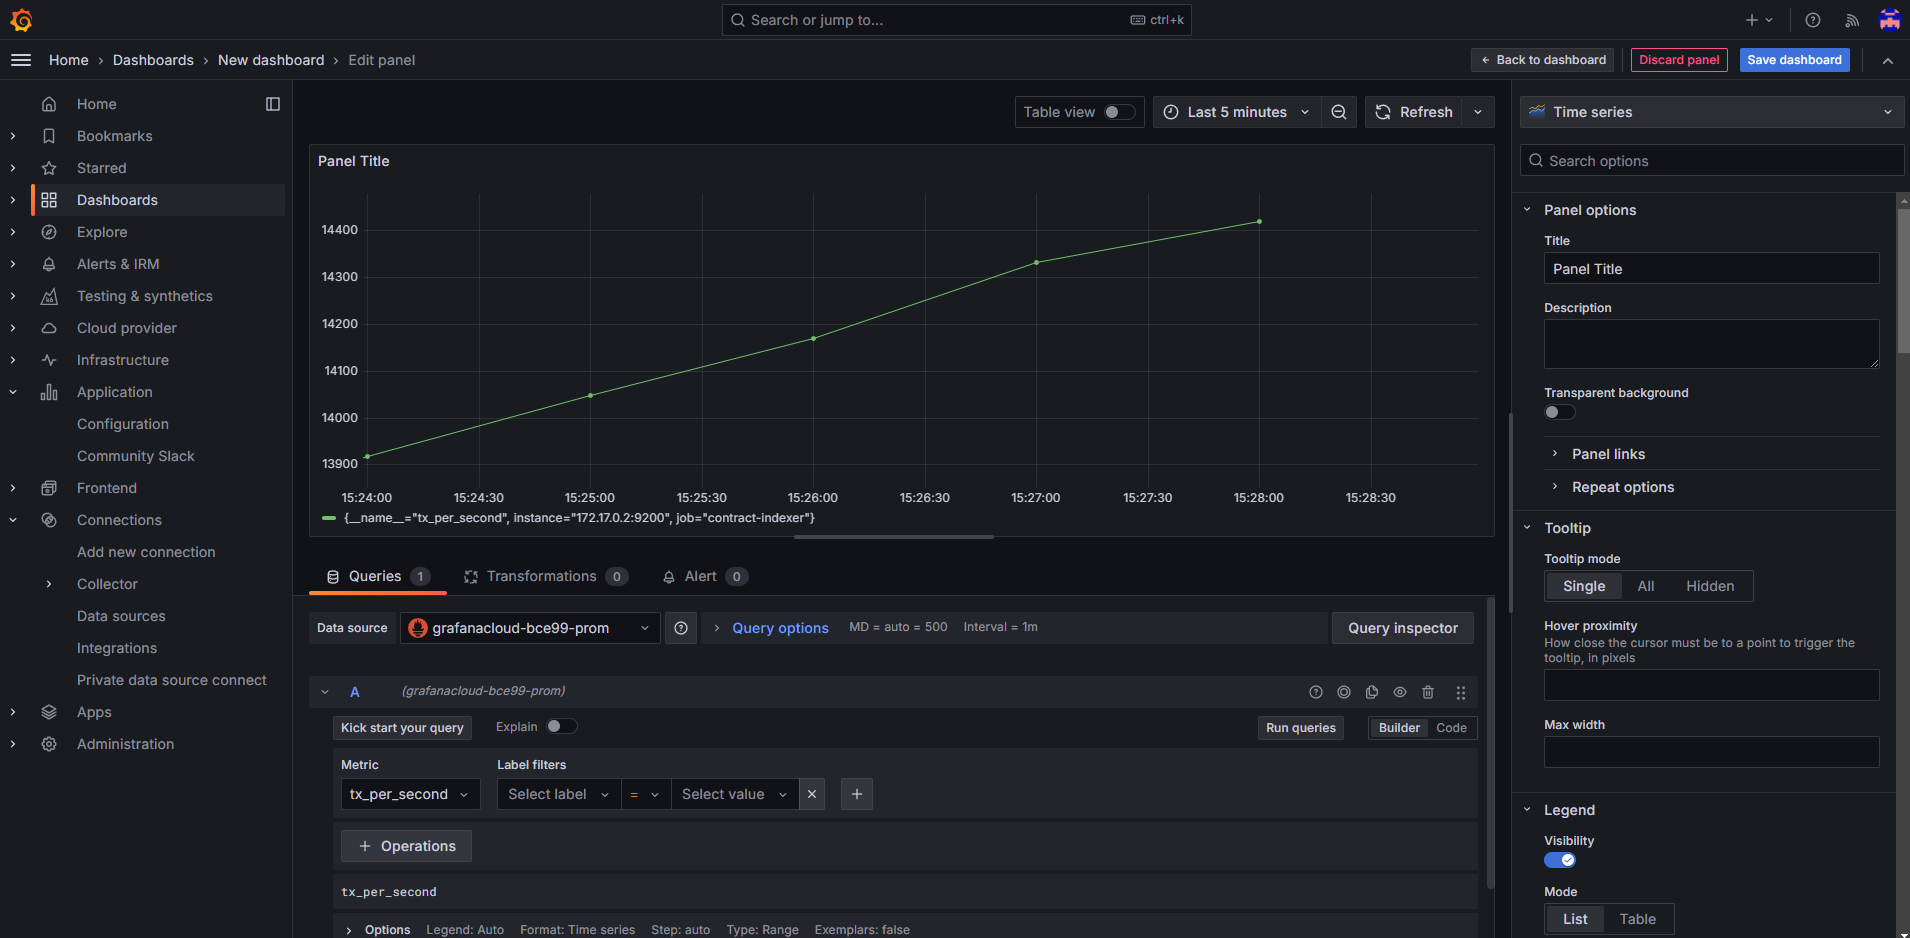 Search or jump to...
ctrl+k
Home › Dashboards › New dashboard › Edit panel
Back to dashboard
Discard panel
Save dashboard
Home
Bookmarks
Starred
Dashboards
Explore
Alerts & IRM
Testing & synthetics
Cloud provider
Infrastructure
Application
Configuration
Community Slack
Frontend
Connections
Add new connection
Collector
Data sources
Integrations
Private data source connect
Apps
Administration
Table view
Last 5 minutes
Refresh
Panel Title
14400
14300
14200
14100
14000
13900
15:24:00 15:24:30 15:25:00 15:25:30 15:26:00 15:26:30 15:27:00 15:27:30 15:28:00 15:28:30
{__name__="tx_per_second", instance="172.17.0.2:9200", job="contract-indexer"}
Queries 1
Transformations 0
Alert 0
Data source
grafanacloud-bce99-prom
Query options
MD = auto = 500
Interval = 1m
Query inspector
A
(grafanacloud-bce99-prom)
Kick start your query
Explain
Run queries
Builder
Code
Metric
Label filters
tx_per_second
Select label
=
Select value
Operations
tx_per_second
Options
Legend: Auto
Format: Time series
Step: auto
Type: Range
Exemplars: false
Time series
Search options
Panel options
Title
Panel Title
Description
Transparent background
Panel links
Repeat options
Tooltip
Tooltip mode
Single
All
Hidden
Hover proximity
How close the cursor must be to a point to trigger the
tooltip, in pixels
Max width
Legend
Visibility
Mode
List
Table